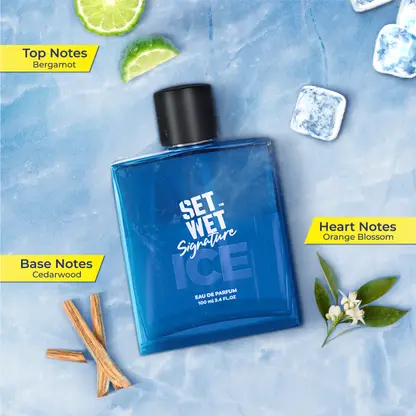 Top Notes
Bergamot
SET
WET
Signature
ICE
EAU DE PARFUM
100 ml 3.4 FL.OZ
Heart Notes
Orange Blossom
Base Notes
Cedarwood